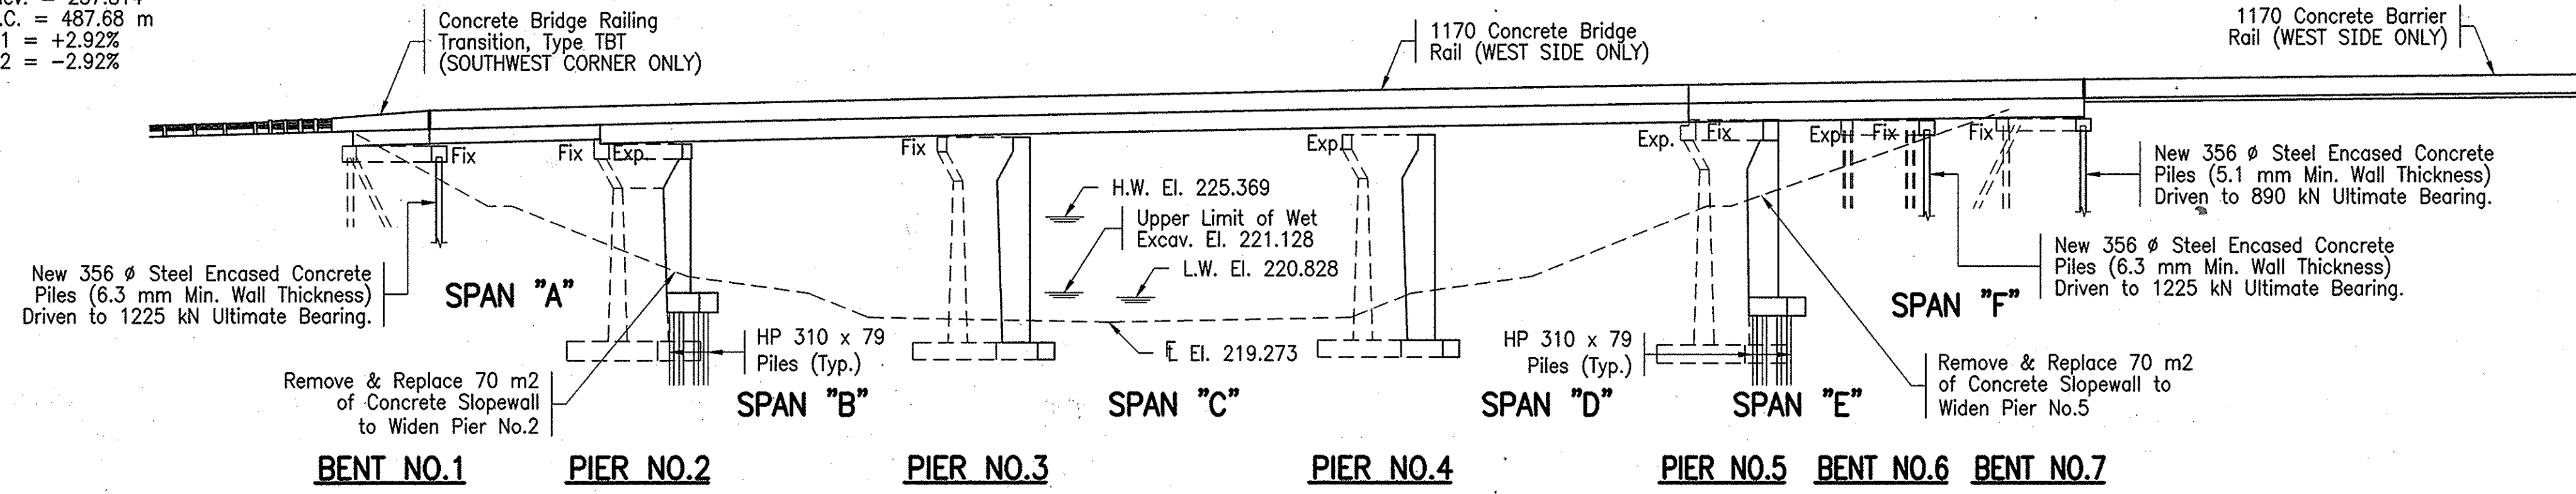 .C. = 487.68 m
1 = +2.92%
2 = -2.92%
Concrete Bridge Railing
Transition, Type TBT
(SOUTHWEST CORNER ONLY)
1170 Concrete Bridge
Rail (WEST SIDE ONLY)
1170 Concrete Barrier
Rail (WEST SIDE ONLY)
Fix
Fix
Exp.
Fix
Exp.
Exp.
Fix
Exp.
Fix
Fix
H.W. El. 225.369
Upper Limit of Wet
Excav. El. 221.128
L.W. El. 220.828
El. 219.273
New 356 ø Steel Encased Concrete
Piles (5.1 mm Min. Wall Thickness)
Driven to 890 kN Ultimate Bearing.
New 356 ø Steel Encased Concrete
Piles (6.3 mm Min. Wall Thickness)
Driven to 1225 kN Ultimate Bearing.
New 356 ø Steel Encased Concrete
Piles (6.3 mm Min. Wall Thickness)
Driven to 1225 kN Ultimate Bearing.
SPAN "A"
SPAN "F"
HP 310 x 79
Piles (Typ.)
HP 310 x 79
Piles (Typ.)
Remove & Replace 70 m2
of Concrete Slopewall
to Widen Pier No.2
Remove & Replace 70 m2
of Concrete Slopewall to
Widen Pier No.5
SPAN "B"
SPAN "C"
SPAN "D"
SPAN "E"
BENT NO.1
PIER NO.2
PIER NO.3
PIER NO.4
PIER NO.5
BENT NO.6
BENT NO.7